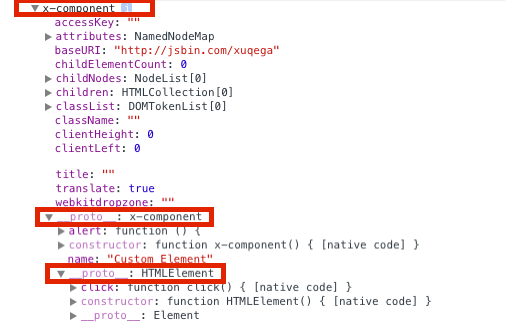 x-component i
accessKey: ""
attributes: NamedNodeMap
baseURI: "http://jsbin.com/xuqega"
childElementCount: 0
childNodes: NodeList[0]
children: HTMLCollection[0]
classList: DOMTokenList[0]
className: ""
clientHeight: 0
clientLeft: 0
title: ""
translate: true
webkitdropzone: ""
__proto__: x-component
alert: function () {
constructor: function x-component() { [native code] }
name: "Custom Element"
__proto__: HTMLElement
click: function click() { [native code] }
constructor: function HTMLElement() { [native code] }
__proto__: Element